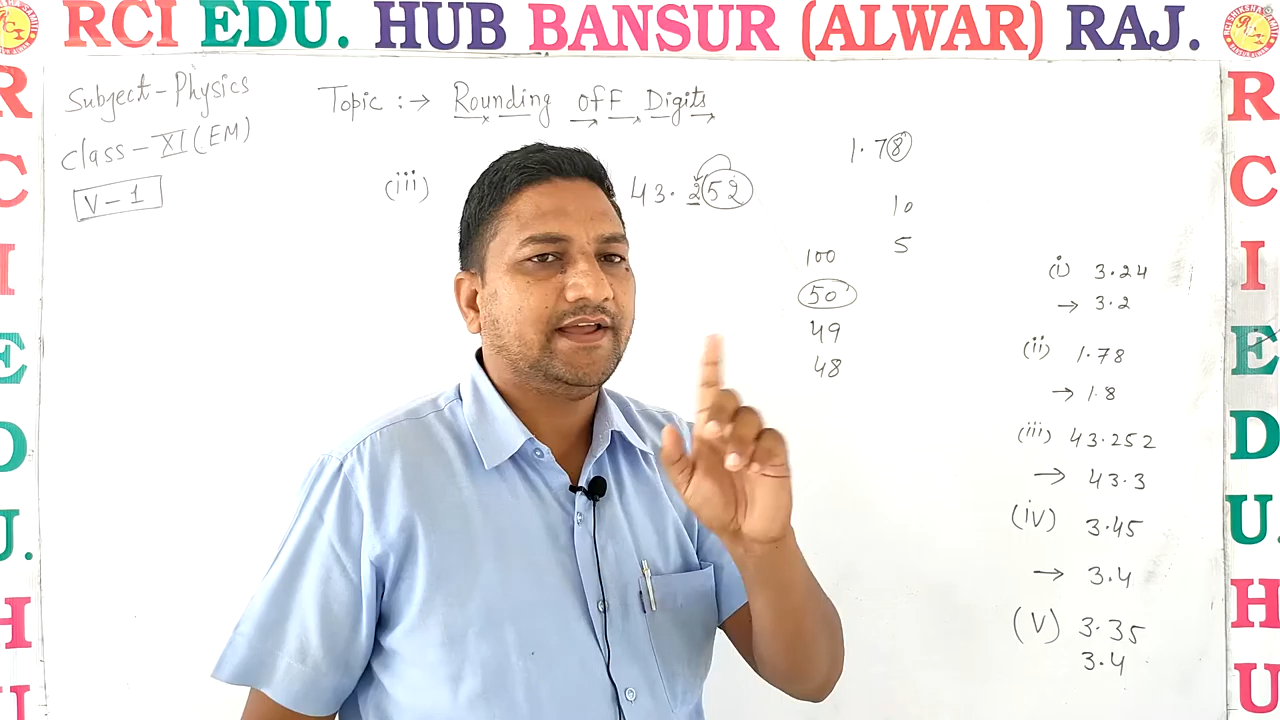 RCI EDU. HUB BANSUR (ALWAR) RAJ.
Subject - Physics
Class - XI (EM)
V - 1
Topic :→ Rounding ofF Digits
(iii) 43.252
1.78
10
5
100
50
49
48
(i) 3.24
→ 3.2
(ii) 1.78
→ 1.8
(iii) 43.252
→ 43.3
(iv) 3.45
→ 3.4
(V) 3.35
3.4
R
C
I
E
D
U.
H
U
R
C
I
E
D
U.
H
U